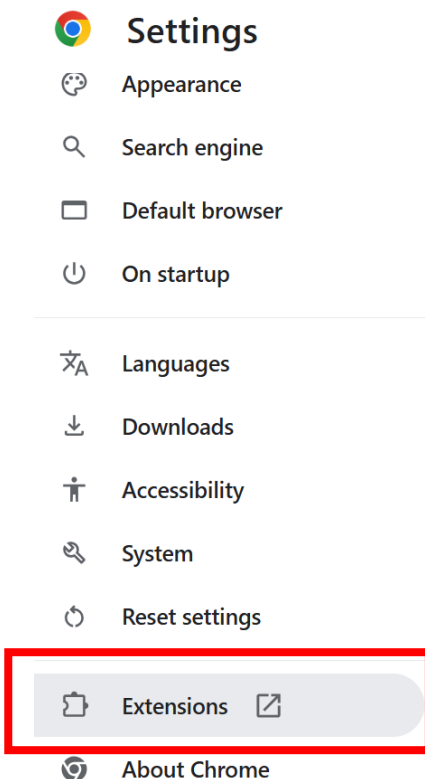 Settings
Appearance
Search engine
Default browser
On startup
Languages
Downloads
Accessibility
System
Reset settings
Extensions
About Chrome